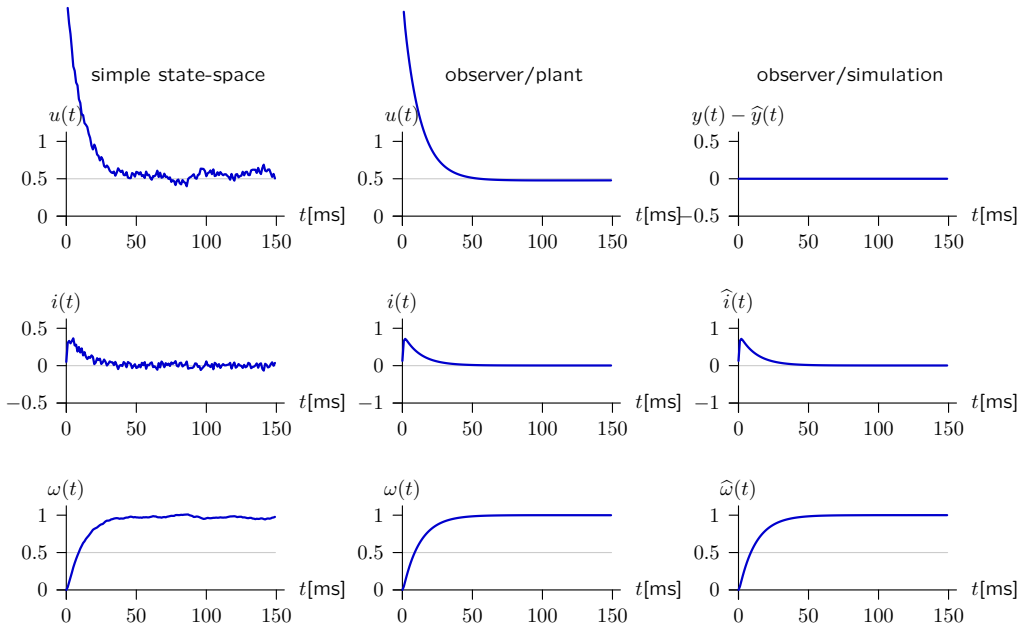 simple state-space observer/plant observer/simulation
u(t) u(t) y(t) − ŷ(t)
1 1 0.5
0.5 0.5 0
0 t[ms] 0 t[ms] −0.5 t[ms]
0 50 100 150 0 50 100 150 0 50 100 150
i(t) i(t) î(t)
0.5 1 1
0 0 0
−0.5 t[ms] −1 t[ms] −1 t[ms]
0 50 100 150 0 50 100 150 0 50 100 150
ω(t) ω(t) ω̂(t)
1 1 1
0.5 0.5 0.5
0 t[ms] 0 t[ms] 0 t[ms]
0 50 100 150 0 50 100 150 0 50 100 150